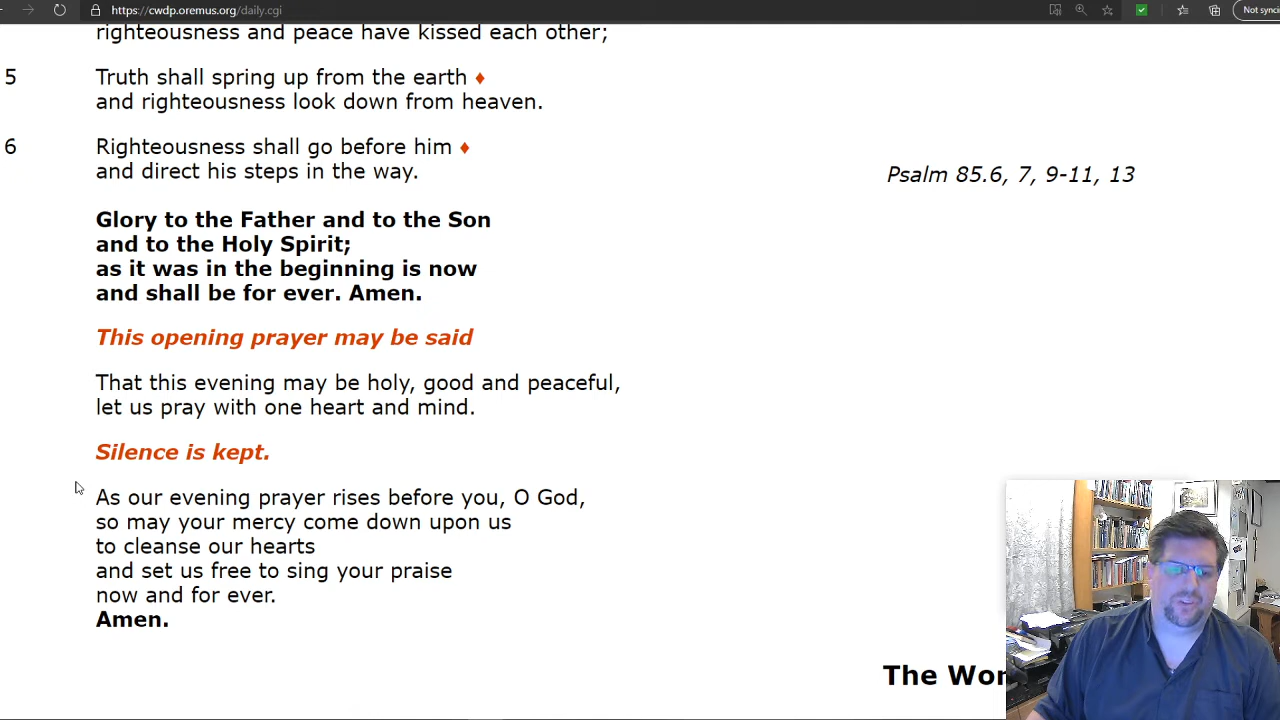 https://cwdp.oremus.org/daily.cgi
Not synci
righteousness and peace have kissed each other;
5 Truth shall spring up from the earth ♦
and righteousness look down from heaven.
6 Righteousness shall go before him ♦
and direct his steps in the way.
Psalm 85.6, 7, 9-11, 13
Glory to the Father and to the Son
and to the Holy Spirit;
as it was in the beginning is now
and shall be for ever. Amen.
This opening prayer may be said
That this evening may be holy, good and peaceful,
let us pray with one heart and mind.
Silence is kept.
As our evening prayer rises before you, O God,
so may your mercy come down upon us
to cleanse our hearts
and set us free to sing your praise
now and for ever.
Amen.
The Wor